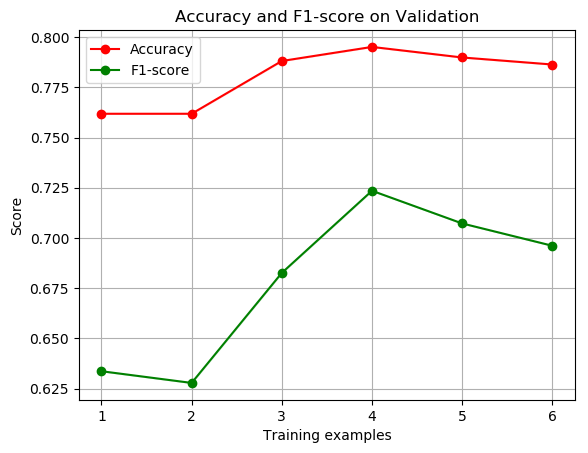 Accuracy and F1-score on Validation
Accuracy
F1-score
0.800
0.775
0.750
0.725
0.700
0.675
0.650
0.625
Score
1 2 3 4 5 6
Training examples